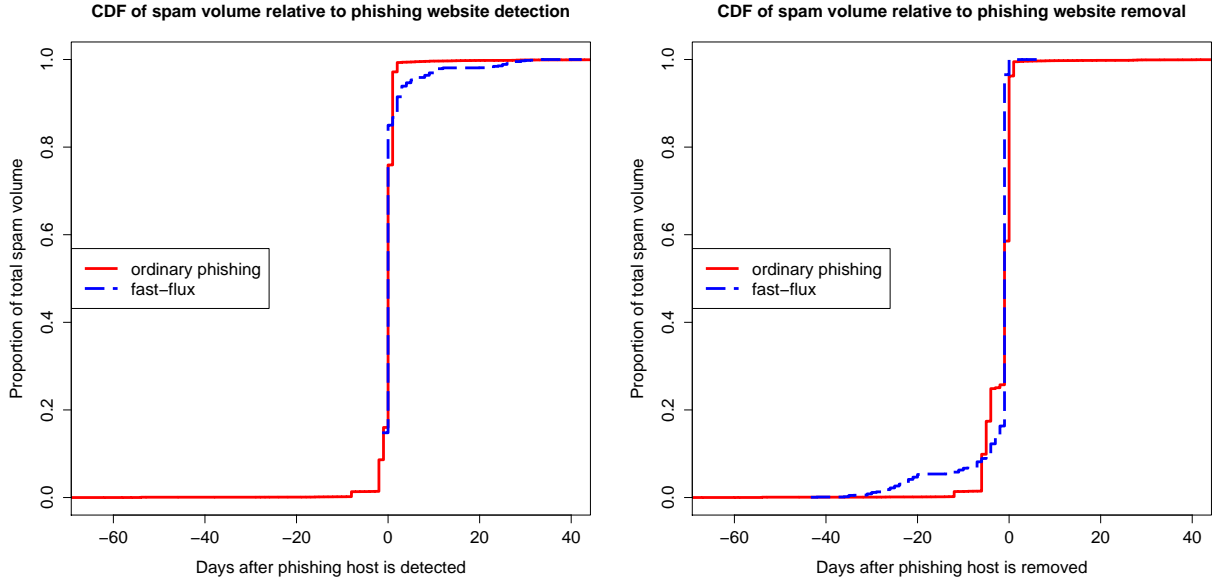 CDF of spam volume relative to phishing website detection
Proportion of total spam volume
1.0
0.8
0.6
0.4
0.2
0.0
ordinary phishing
fast−flux
−60
−40
−20
0
20
40
Days after phishing host is detected
CDF of spam volume relative to phishing website removal
Proportion of total spam volume
1.0
0.8
0.6
0.4
0.2
0.0
ordinary phishing
fast−flux
−60
−40
−20
0
20
40
Days after phishing host is removed